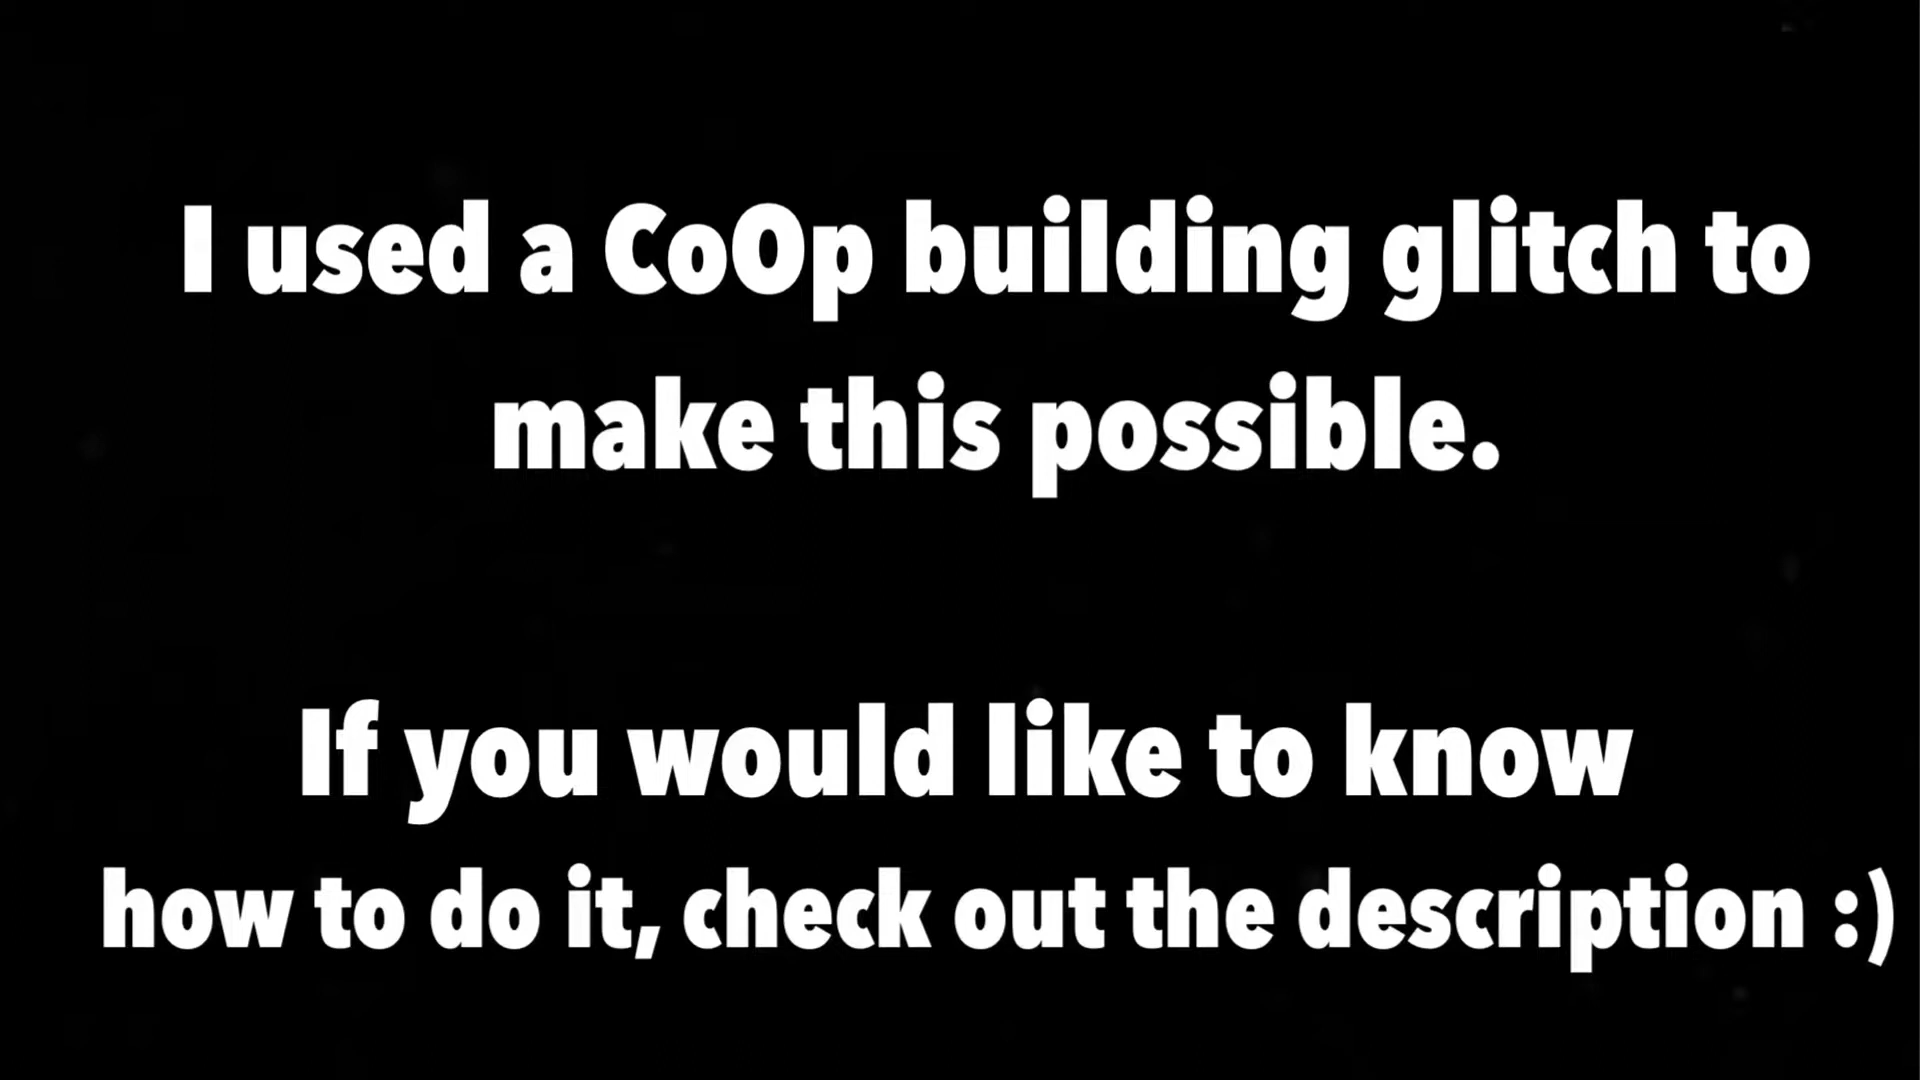 I used a CoOp building glitch to
make this possible.
If you would like to know
how to do it, check out the description :)